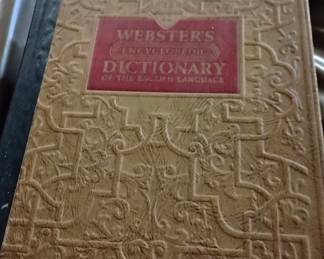 WEBSTER'S
ENCYCLOPEDIC
DICTIONARY
OF THE ENGLISH LANGUAGE